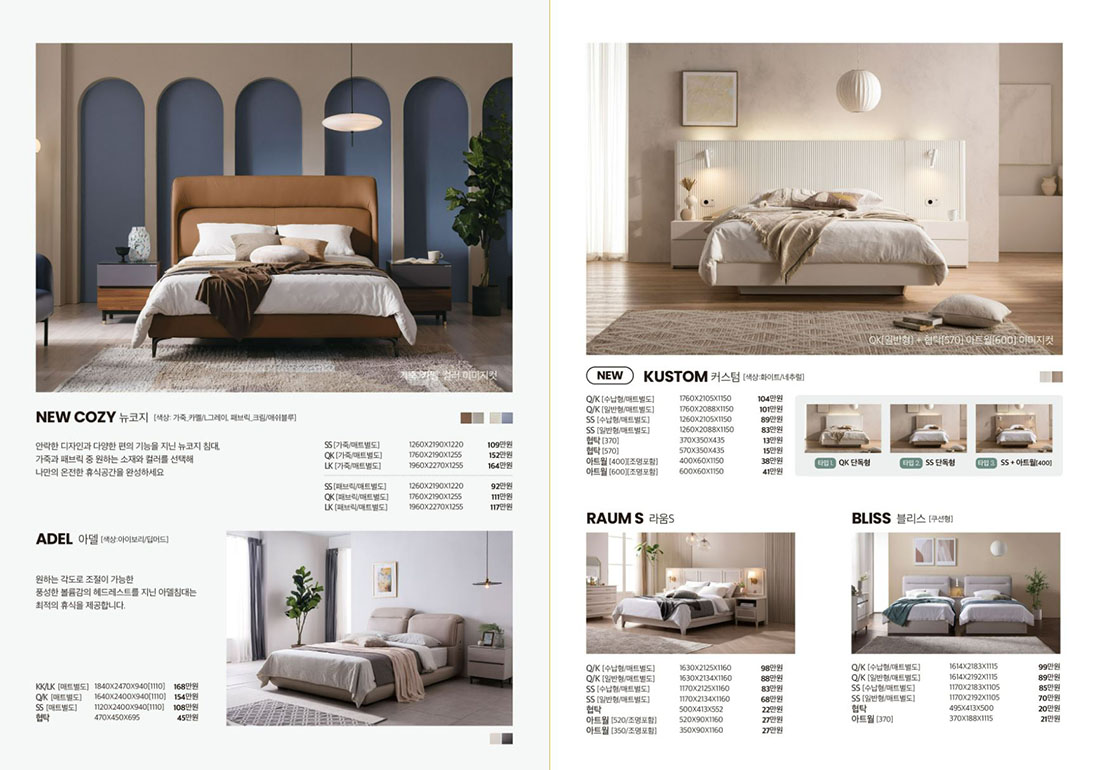 가죽_카멜 컬러 이미지컷
NEW COZY 뉴코지 [색상: 가죽_카멜/L그레이, 패브릭_크림/애쉬블루]
안락한 디자인과 다양한 편의 기능을 지닌 뉴코지 침대,
가죽과 패브릭 중 원하는 소재와 컬러를 선택해
나만의 온전한 휴식공간을 완성하세요
SS [가죽/매트별도] 1260X2190X1220 109만원
QK [가죽/매트별도] 1760X2190X1255 152만원
LK [가죽/매트별도] 1960X2270X1255 164만원
SS [패브릭/매트별도] 1260X2190X1220 92만원
QK [패브릭/매트별도] 1760X2190X1255 111만원
LK [패브릭/매트별도] 1960X2270X1255 117만원
ADEL 아델 [색상:아이보리/딥머드]
원하는 각도로 조절이 가능한
풍성한 볼륨감의 헤드레스트를 지닌 아델침대는
최적의 휴식을 제공합니다.
KK/LK [매트별도] 1840X2470X940[1110] 168만원
Q/K [매트별도] 1640X2400X940[1110] 154만원
SS [매트별도] 1120X2400X940[1110] 108만원
협탁 470X450X695 45만원
QK[일반형] + 협탁[570] 아트월[600] 이미지컷
NEW KUSTOM 커스텀 [색상:화이트/네추럴]
Q/K [수납형/매트별도] 1760X2105X1150 104만원
Q/K [일반형/매트별도] 1760X2088X1150 101만원
SS [수납형/매트별도] 1260X2105X1150 89만원
SS [일반형/매트별도] 1260X2088X1150 83만원
협탁 [370] 370X350X435 13만원
협탁 [570] 570X350X435 15만원
아트월 [400][조명포함] 400X60X1150 38만원
아트월 [600][조명포함] 600X60X1150 41만원
타입 1 QK 단독형
타입 2 SS 단독형
타입 3 SS + 아트월[400]
RAUM S 라움S
Q/K [수납형/매트별도] 1630X2125X1160 98만원
Q/K [일반형/매트별도] 1630X2134X1160 88만원
SS [수납형/매트별도] 1170X2125X1160 83만원
SS [일반형/매트별도] 1170X2134X1160 68만원
협탁 500X413X552 22만원
아트월 [520/조명포함] 520X90X1160 27만원
아트월 [350/조명포함] 350X90X1160 27만원
BLISS 블리스 [쿠션형]
Q/K [수납형/매트별도] 1614X2183X1115 99만원
Q/K [일반형/매트별도] 1614X2192X1115 89만원
SS [수납형/매트별도] 1170X2183X1105 85만원
SS [일반형/매트별도] 1170X2192X1105 70만원
협탁 495X413X500 20만원
아트월 [370] 370X188X1115 21만원